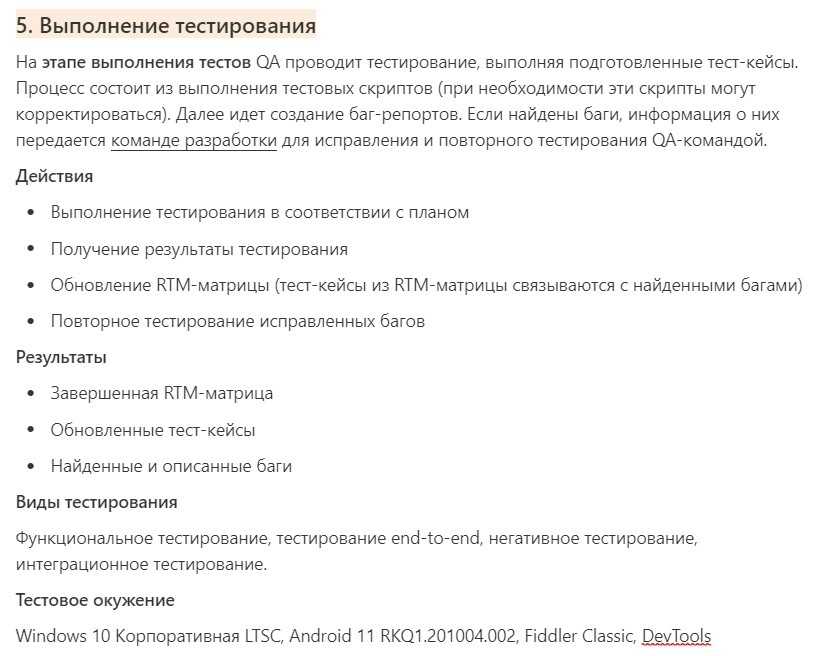 5. Выполнение тестирования
На этапе выполнения тестов QA проводит тестирование, выполняя подготовленные тест-кейсы.
Процесс состоит из выполнения тестовых скриптов (при необходимости эти скрипты могут
корректироваться). Далее идет создание баг-репортов. Если найдены баги, информация о них
передается команде разработки для исправления и повторного тестирования QA-командой.
Действия
• Выполнение тестирования в соответствии с планом
• Получение результаты тестирования
• Обновление RTM-матрицы (тест-кейсы из RTM-матрицы связываются с найденными багами)
• Повторное тестирование исправленных багов
Результаты
• Завершенная RTM-матрица
• Обновленные тест-кейсы
• Найденные и описанные баги
Виды тестирования
Функциональное тестирование, тестирование end-to-end, негативное тестирование,
интеграционное тестирование.
Тестовое окужение
Windows 10 Корпоративная LTSC, Android 11 RKQ1.201004.002, Fiddler Classic, DevTools